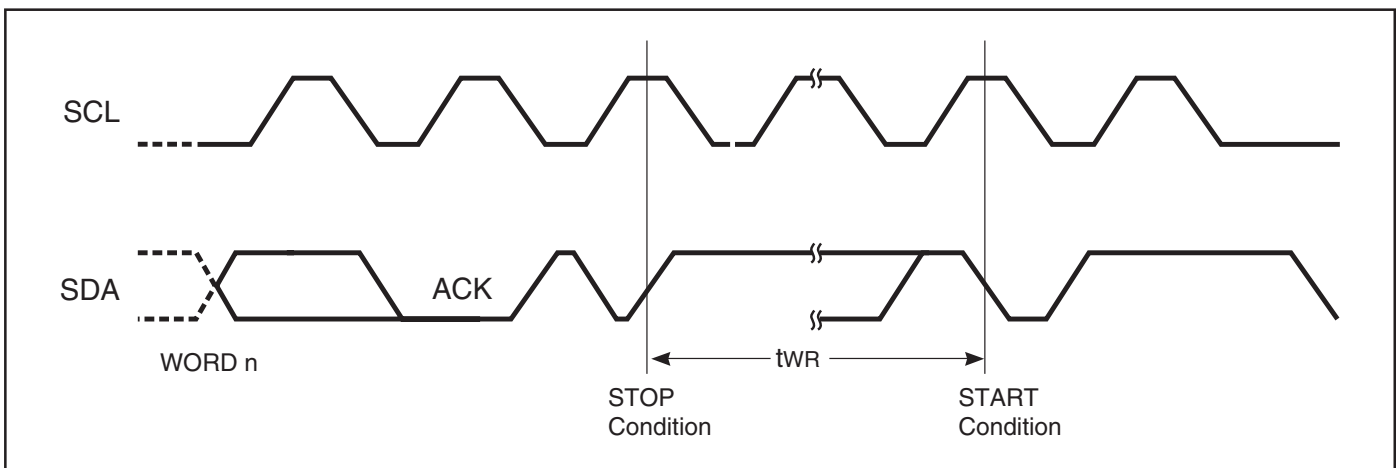 SCL
SDA
ACK
WORD n
tWR
STOP
Condition
START
Condition